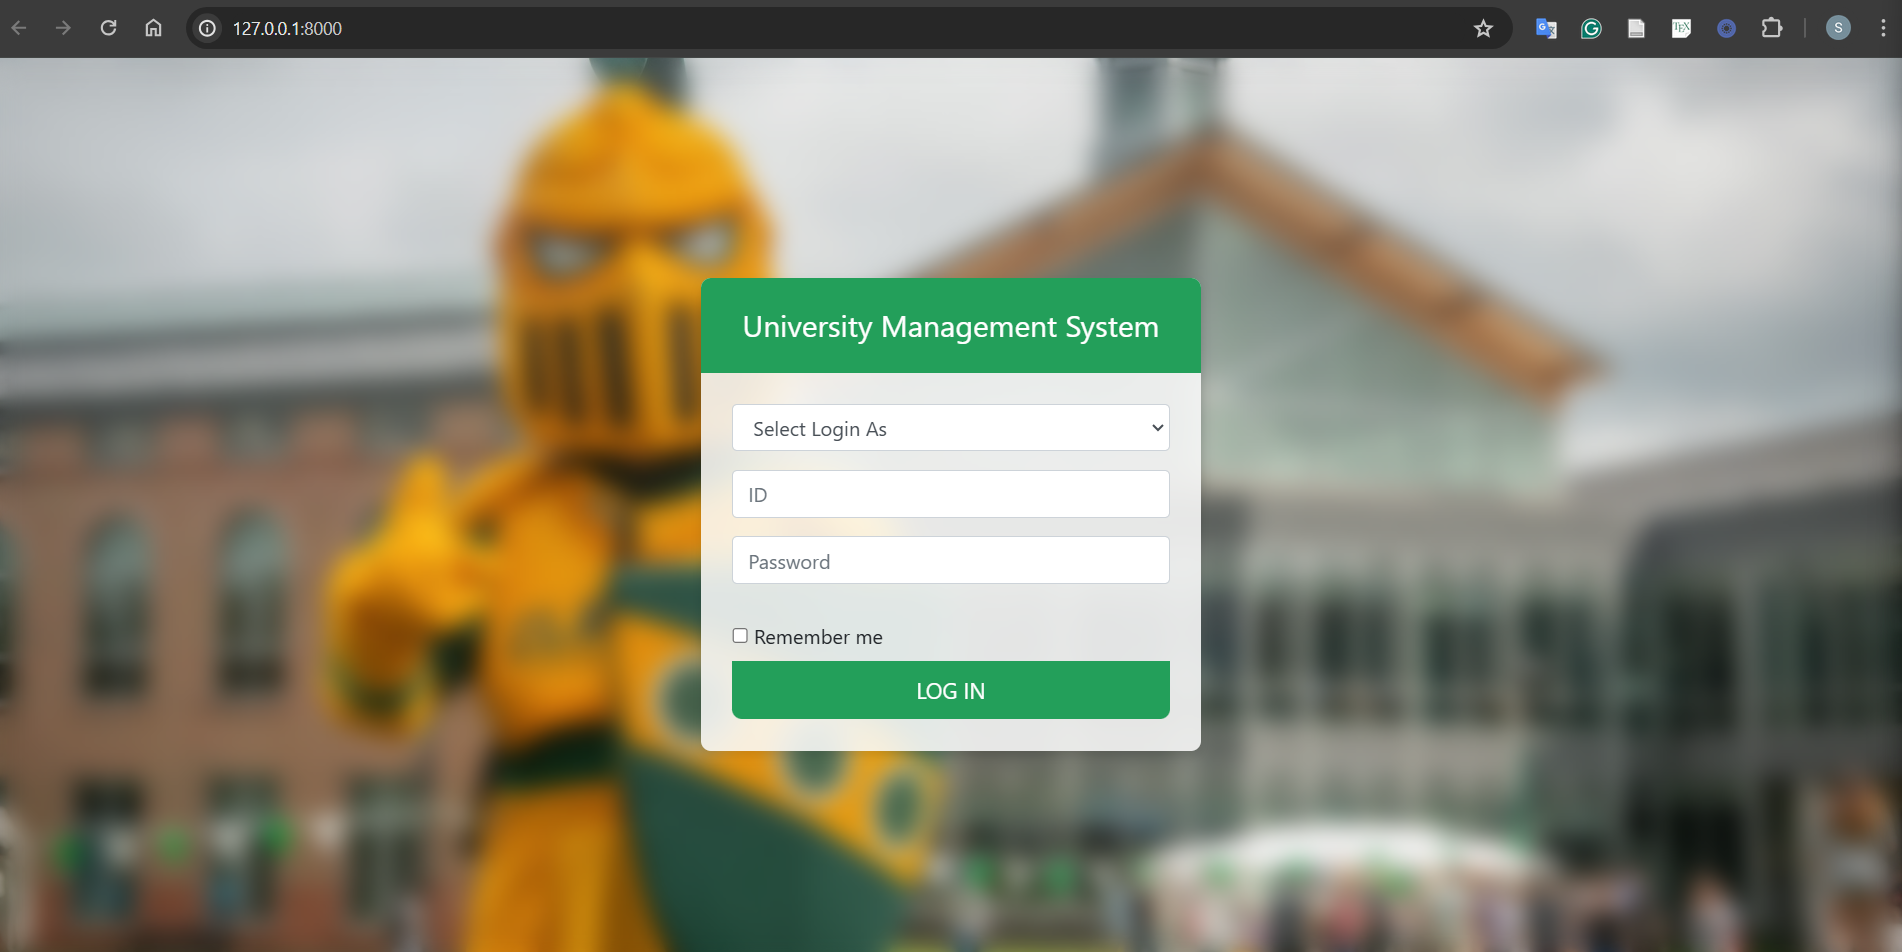 127.0.0.1:8000
S
University Management System
Select Login As
ID
Password
Remember me
LOG IN